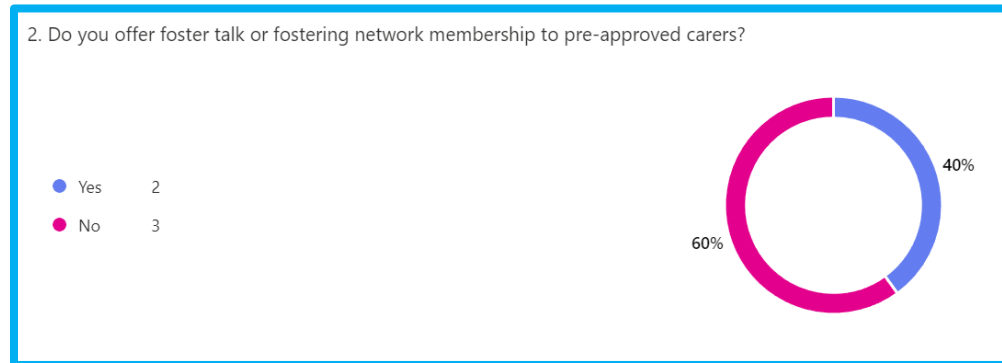 2. Do you offer foster talk or fostering network membership to pre-approved carers?
40%
Yes 2
No 3
60%